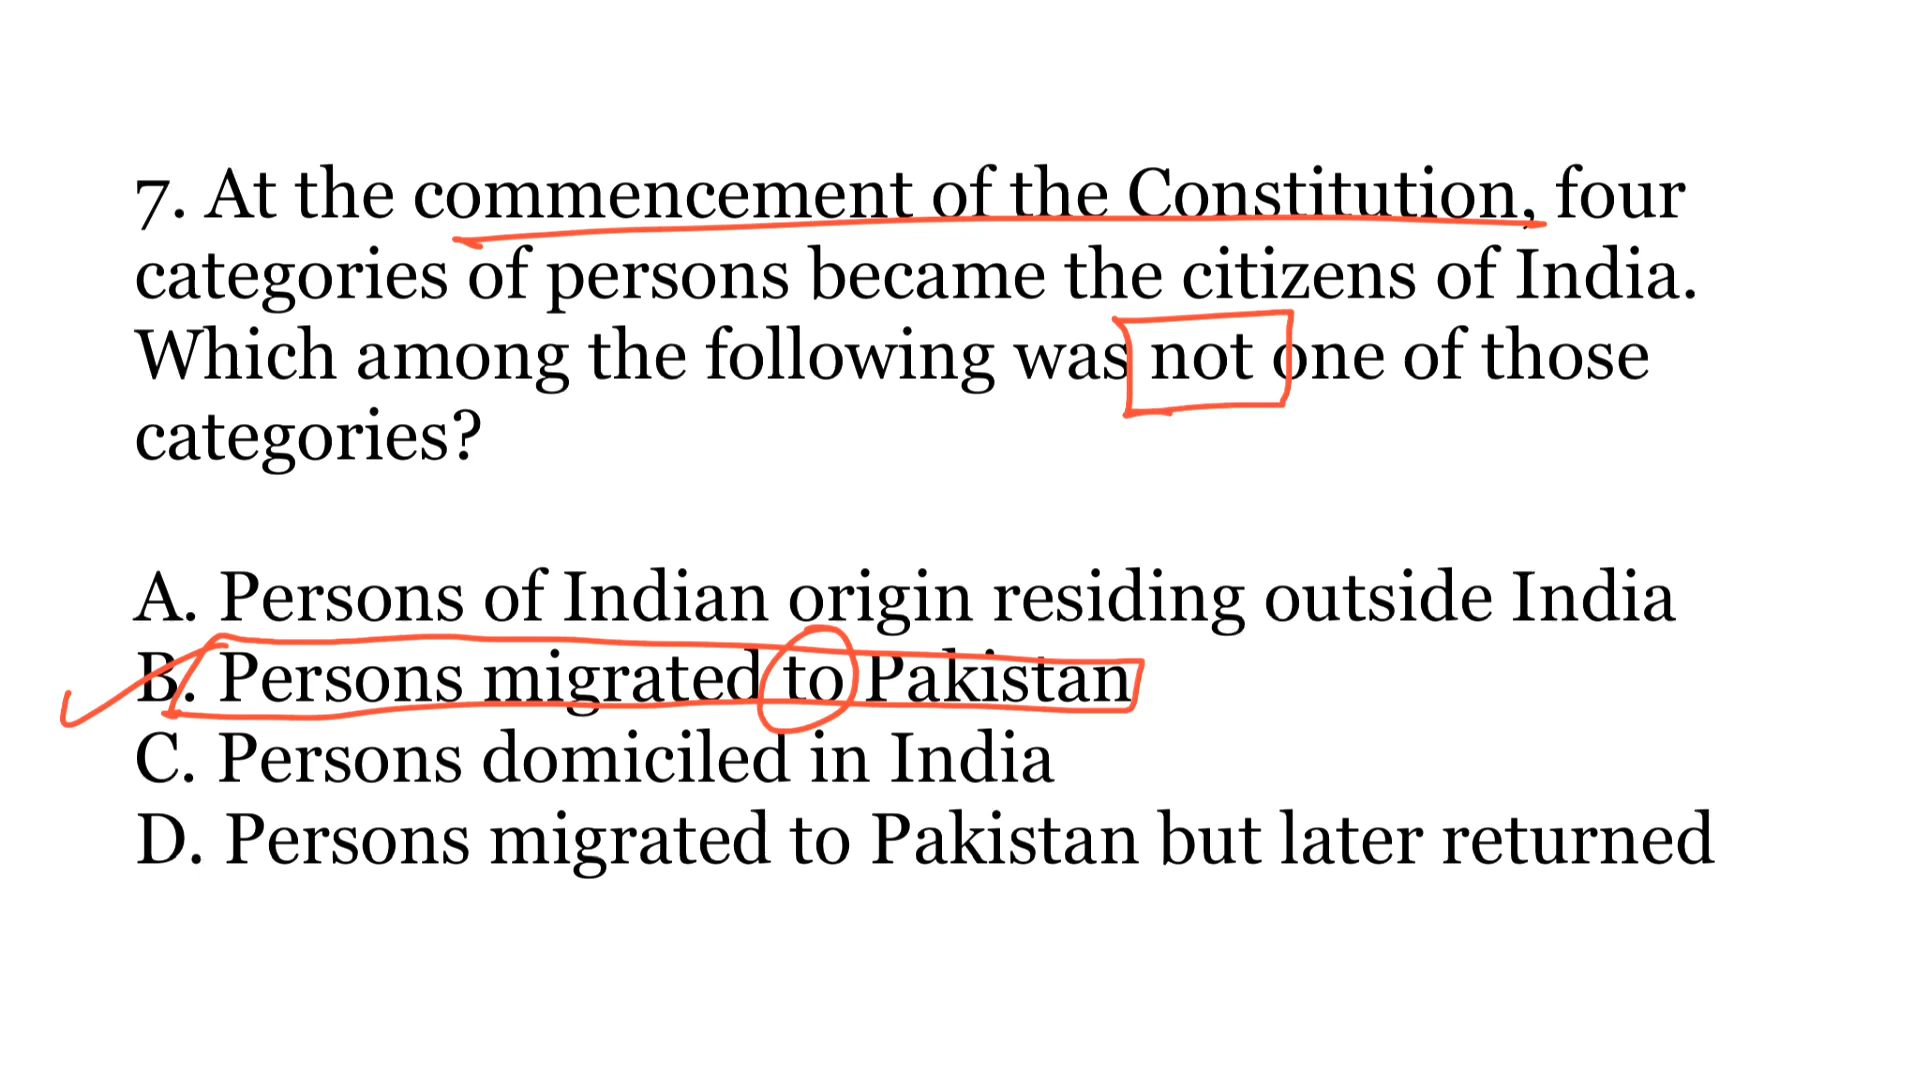 7. At the commencement of the Constitution, four
categories of persons became the citizens of India.
Which among the following was not one of those
categories?
A. Persons of Indian origin residing outside India
B. Persons migrated to Pakistan
C. Persons domiciled in India
D. Persons migrated to Pakistan but later returned